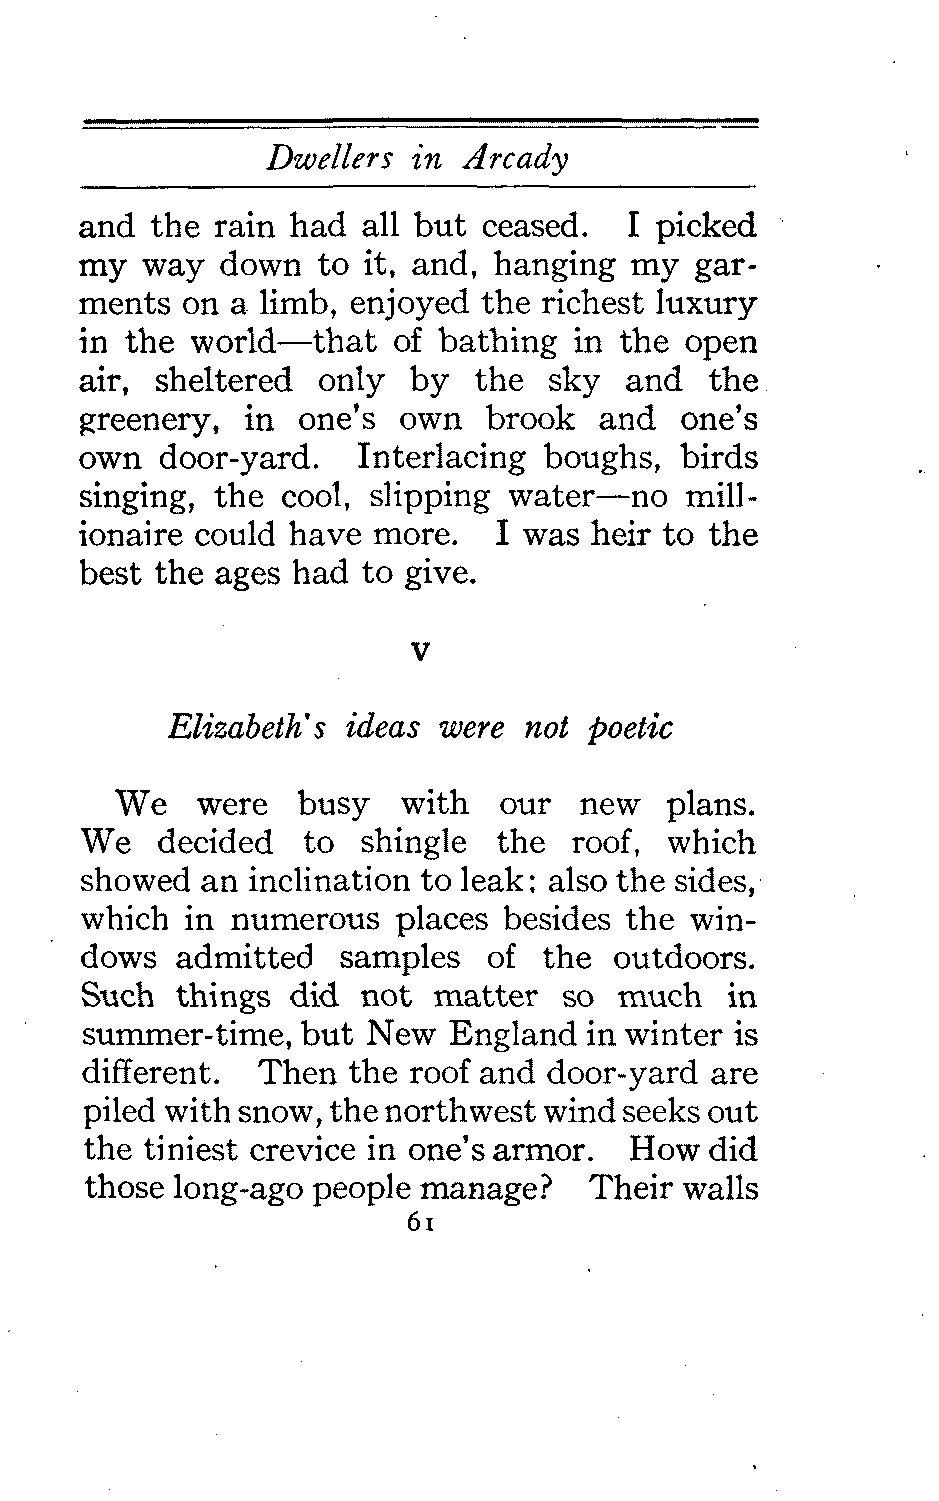 Dwellers in Arcady
and the rain had all but ceased. I picked
my way down to it, and, hanging my gar-
ments on a limb, enjoyed the richest luxury
in the world—that of bathing in the open
air, sheltered only by the sky and the
greenery, in one's own brook and one's
own door-yard. Interlacing boughs, birds
singing, the cool, slipping water—no mill-
ionaire could have more. I was heir to the
best the ages had to give.
V
Elizabeth's ideas were not poetic
We were busy with our new plans.
We decided to shingle the roof, which
showed an inclination to leak; also the sides,
which in numerous places besides the win-
dows admitted samples of the outdoors.
Such things did not matter so much in
summer-time, but New England in winter is
different. Then the roof and door-yard are
piled with snow, the northwest wind seeks out
the tiniest crevice in one's armor. How did
those long-ago people manage? Their walls
61